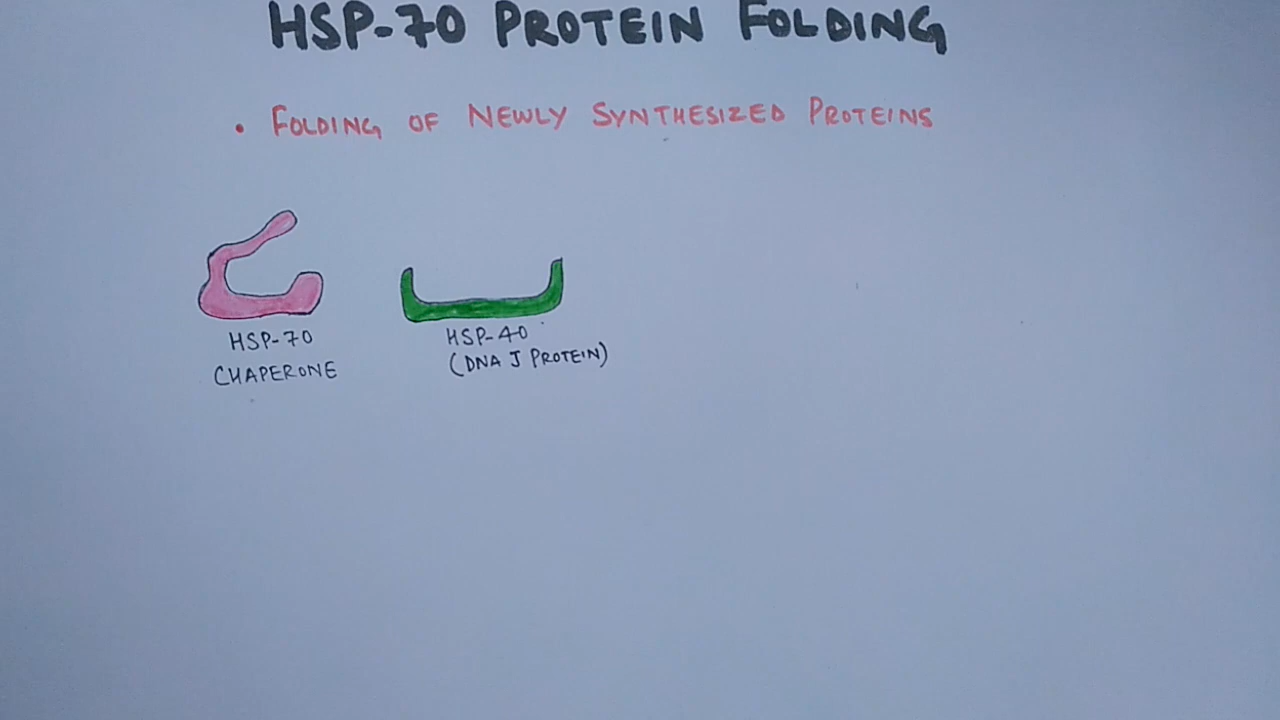 HSP-70 PROTEIN FOLDING
• FOLDING OF NEWLY SYNTHESIZED PROTEINS
HSP-70
CHAPERONE
HSP-40
(DNA J PROTEIN)